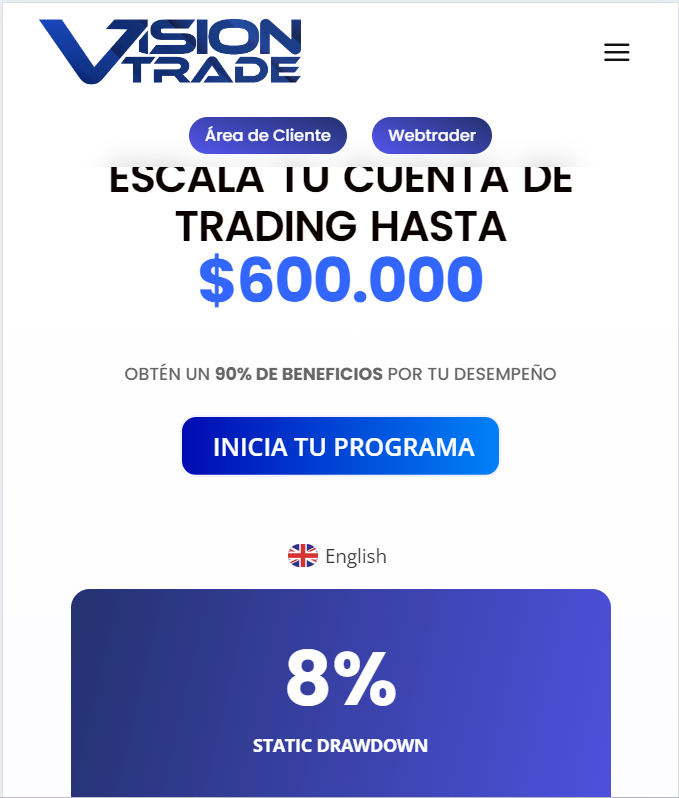 VISION
TRADE
Área de Cliente
Webtrader
ESCALA TU CUENTA DE
TRADING HASTA
$600.000
OBTÉN UN 90% DE BENEFICIOS POR TU DESEMPEÑO
INICIA TU PROGRAMA
English
8%
STATIC DRAWDOWN